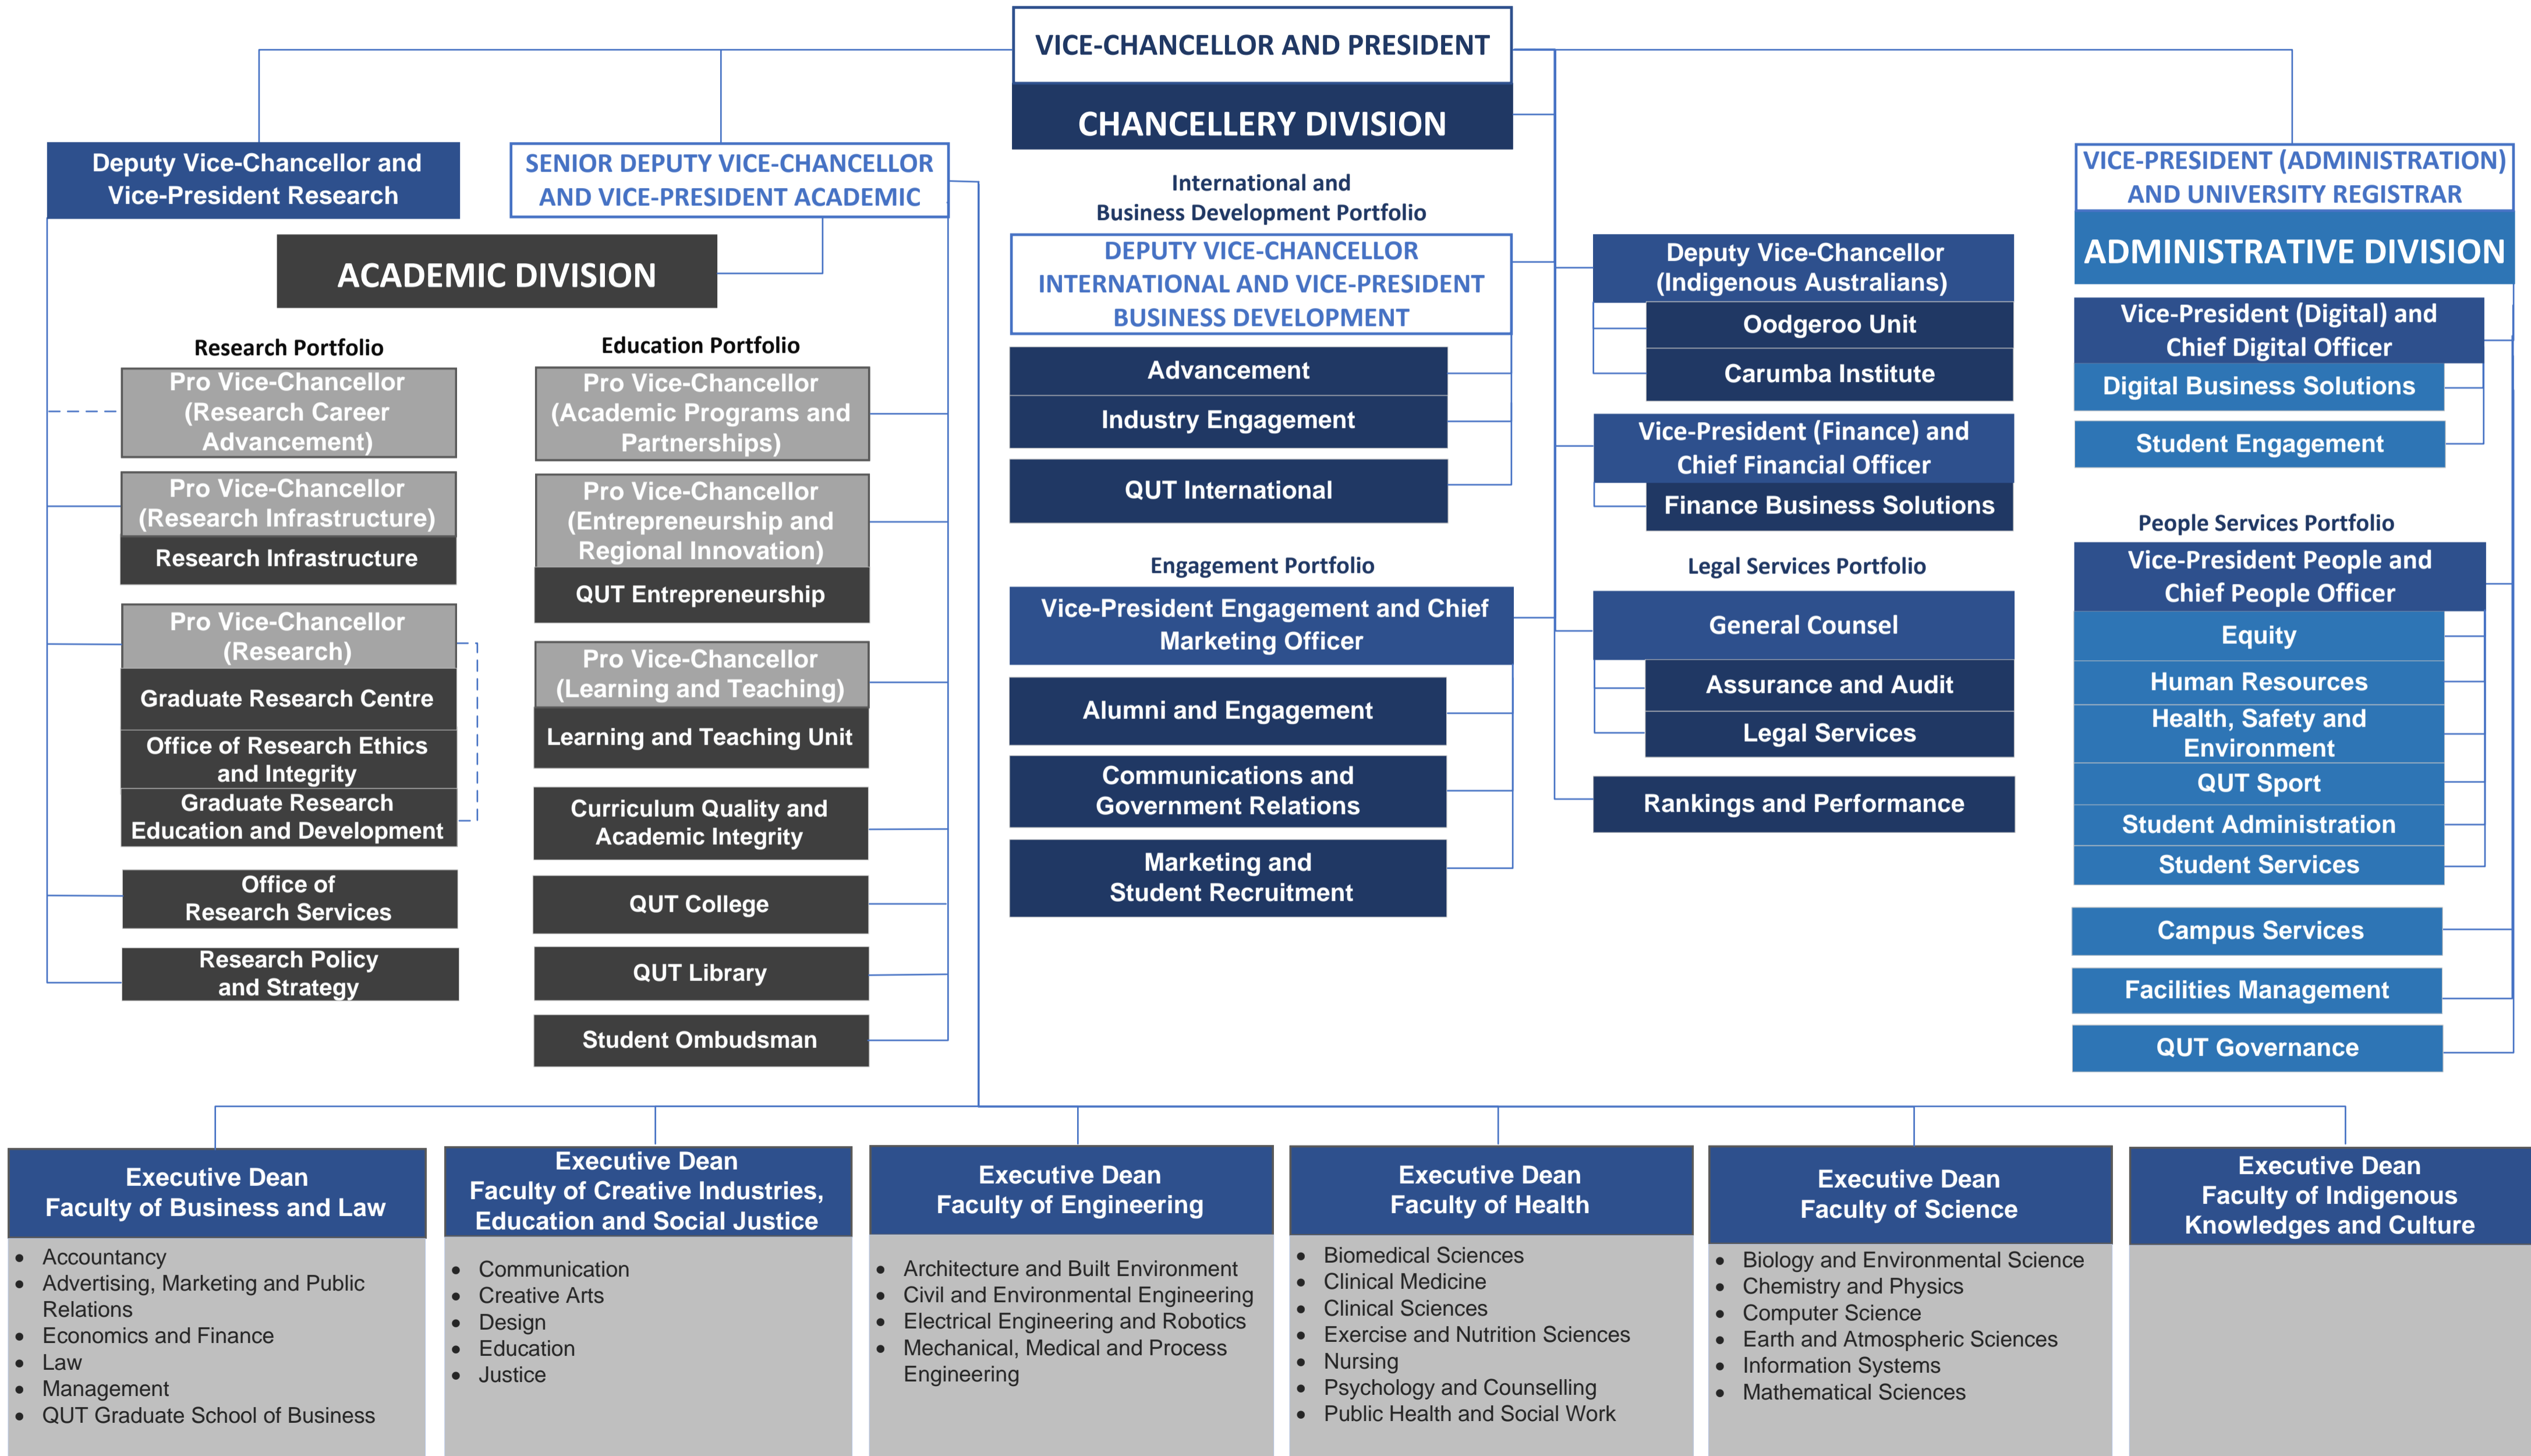 VICE-CHANCELLOR AND PRESIDENT
CHANCELLERY DIVISION
Deputy Vice-Chancellor and
Vice-President Research
SENIOR DEPUTY VICE-CHANCELLOR
AND VICE-PRESIDENT ACADEMIC
ACADEMIC DIVISION
Research Portfolio
Pro Vice-Chancellor
(Research Career
Advancement)
Pro Vice-Chancellor
(Research Infrastructure)
Research Infrastructure
Pro Vice-Chancellor
(Research)
Graduate Research Centre
Office of Research Ethics
and Integrity
Graduate Research
Education and Development
Office of
Research Services
Research Policy
and Strategy
Education Portfolio
Pro Vice-Chancellor
(Academic Programs and
Partnerships)
Pro Vice-Chancellor
(Entrepreneurship and
Regional Innovation)
QUT Entrepreneurship
Pro Vice-Chancellor
(Learning and Teaching)
Learning and Teaching Unit
Curriculum Quality and
Academic Integrity
QUT College
QUT Library
Student Ombudsman
International and
Business Development Portfolio
DEPUTY VICE-CHANCELLOR
INTERNATIONAL AND VICE-PRESIDENT
BUSINESS DEVELOPMENT
Advancement
Industry Engagement
QUT International
Engagement Portfolio
Vice-President Engagement and Chief
Marketing Officer
Alumni and Engagement
Communications and
Government Relations
Marketing and
Student Recruitment
Deputy Vice-Chancellor
(Indigenous Australians)
Oodgeroo Unit
Carumba Institute
Vice-President (Finance) and
Chief Financial Officer
Finance Business Solutions
Legal Services Portfolio
General Counsel
Assurance and Audit
Legal Services
Rankings and Performance
VICE-PRESIDENT (ADMINISTRATION)
AND UNIVERSITY REGISTRAR
ADMINISTRATIVE DIVISION
Vice-President (Digital) and
Chief Digital Officer
Digital Business Solutions
Student Engagement
People Services Portfolio
Vice-President People and
Chief People Officer
Equity
Human Resources
Health, Safety and
Environment
QUT Sport
Student Administration
Student Services
Campus Services
Facilities Management
QUT Governance
Executive Dean
Faculty of Business and Law
• Accountancy
• Advertising, Marketing and Public
Relations
• Economics and Finance
• Law
• Management
• QUT Graduate School of Business
Executive Dean
Faculty of Creative Industries,
Education and Social Justice
• Communication
• Creative Arts
• Design
• Education
• Justice
Executive Dean
Faculty of Engineering
• Architecture and Built Environment
• Civil and Environmental Engineering
• Electrical Engineering and Robotics
• Mechanical, Medical and Process
Engineering
Executive Dean
Faculty of Health
• Biomedical Sciences
• Clinical Medicine
• Clinical Sciences
• Exercise and Nutrition Sciences
• Nursing
• Psychology and Counselling
• Public Health and Social Work
Executive Dean
Faculty of Science
• Biology and Environmental Science
• Chemistry and Physics
• Computer Science
• Earth and Atmospheric Sciences
• Information Systems
• Mathematical Sciences
Executive Dean
Faculty of Indigenous
Knowledges and Culture